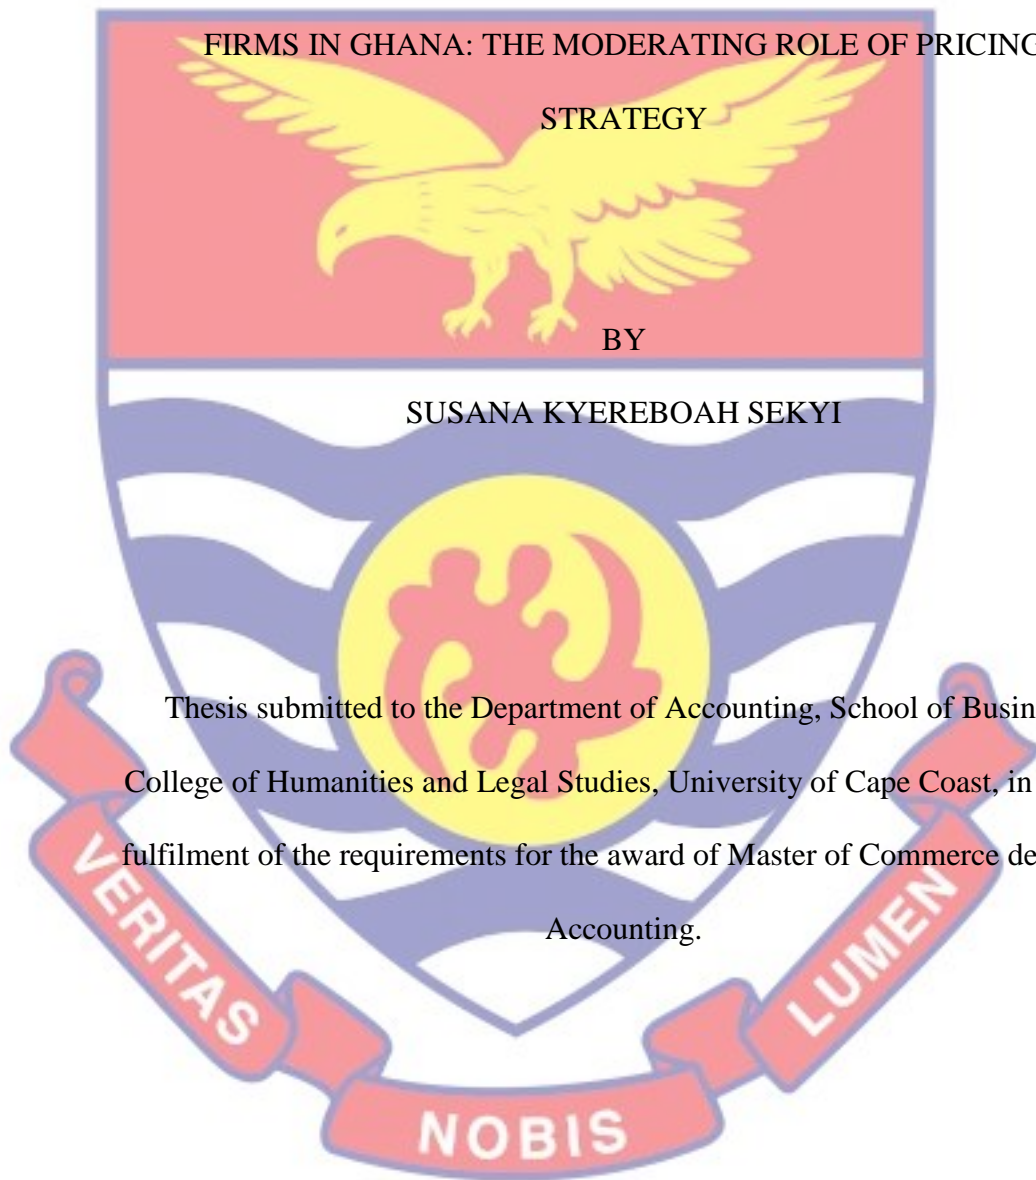 FIRMS IN GHANA: THE MODERATING ROLE OF PRICING
STRATEGY
BY
SUSANA KYEREBOAH SEKYI
Thesis submitted to the Department of Accounting, School of Busin
College of Humanities and Legal Studies, University of Cape Coast, in
fulfilment of the requirements for the award of Master of Commerce de
Accounting.
VERITAS
NOBIS
LUMEN